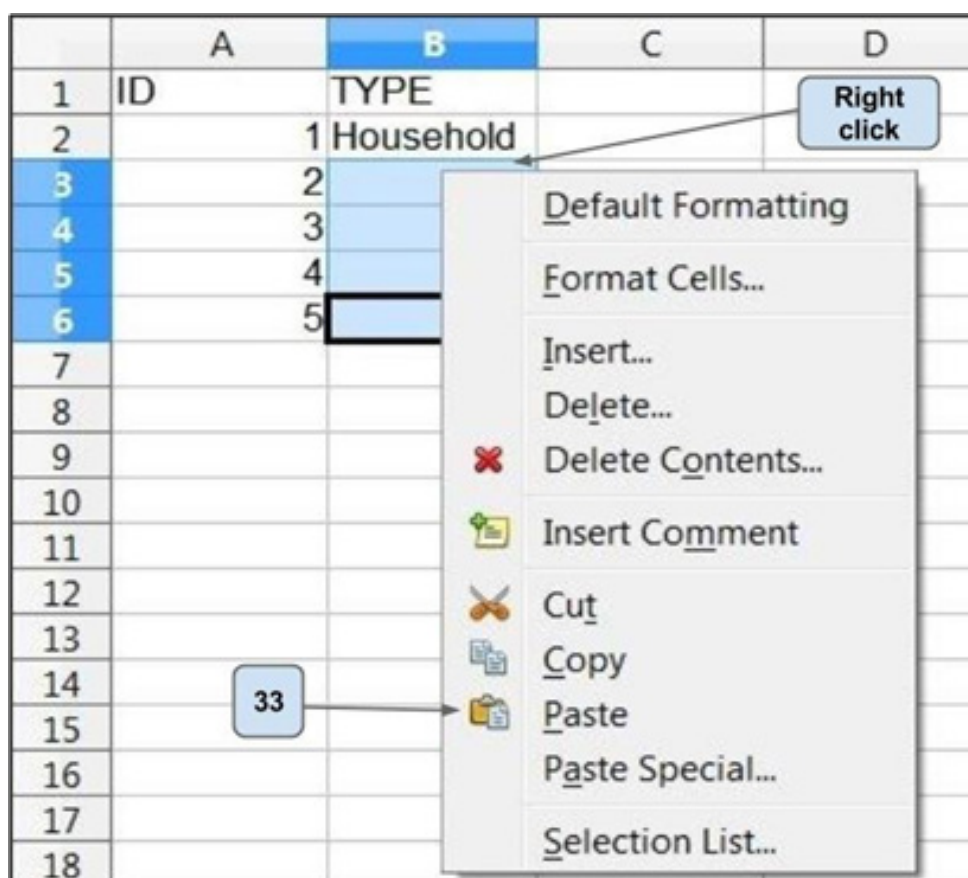 A B C D
1 ID TYPE
2 1 Household
Right
click
3 2
4 3
5 4
6 5
7
8
9
10
11
12
13
14
15
16
17
18
Default Formatting
Format Cells...
Insert...
Delete...
Delete Contents...
Insert Comment
Cut
Copy
33
Paste
Paste Special...
Selection List...